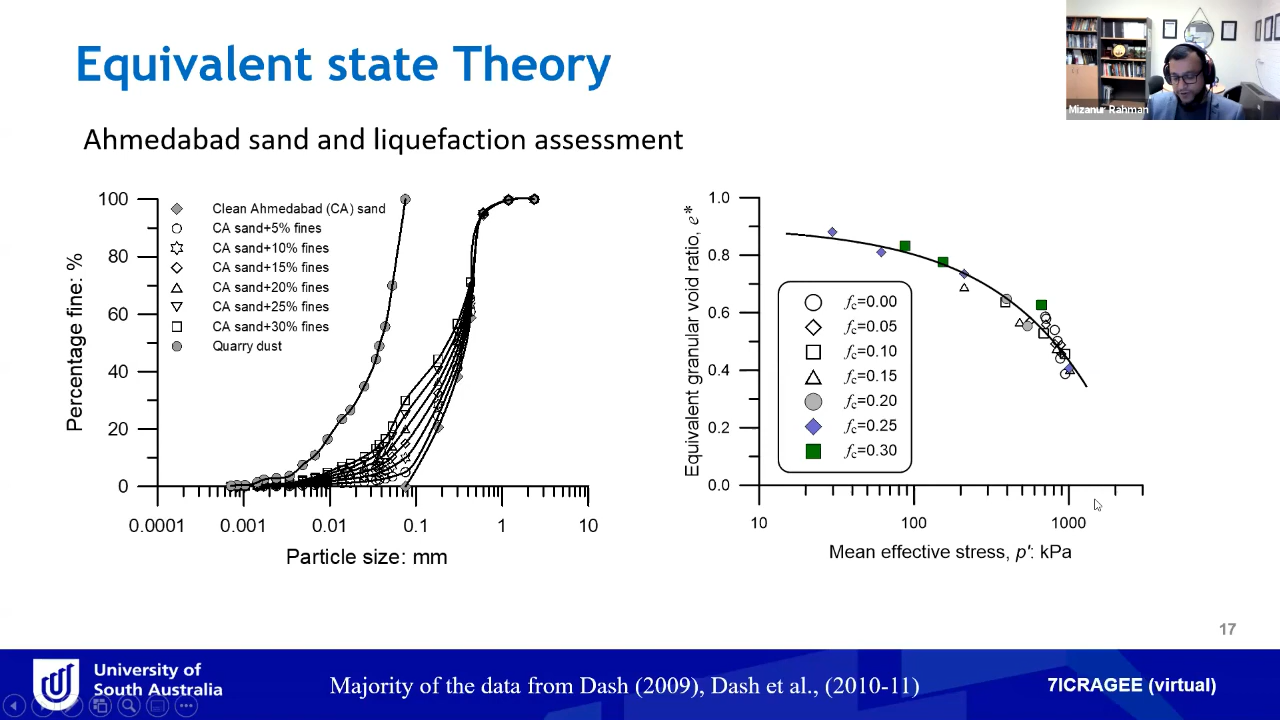 Equivalent state Theory
Mizanur Rahman
Ahmedabad sand and liquefaction assessment
Percentage fine: %
100
80
60
40
20
0
Clean Ahmedabad (CA) sand
CA sand+5% fines
CA sand+10% fines
CA sand+15% fines
CA sand+20% fines
CA sand+25% fines
CA sand+30% fines
Quarry dust
0.0001 0.001 0.01 0.1 1 10
Particle size: mm
Equivalent granular void ratio, e*
1.0
0.8
0.6
0.4
0.2
0.0
fc=0.00
fc=0.05
fc=0.10
fc=0.15
fc=0.20
fc=0.25
fc=0.30
10 100 1000
Mean effective stress, p′: kPa
17
University of
South Australia
Majority of the data from Dash (2009), Dash et al., (2010-11)
7ICRAGEE (virtual)